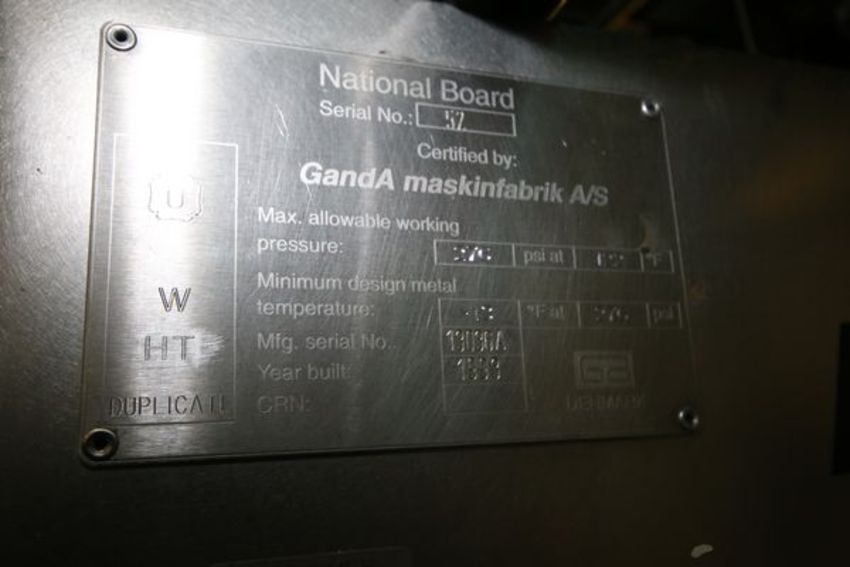 National Board
Serial No.: 52
Certified by:
GandA maskinfabrik A/S
Max. allowable working
pressure: psi at °F
Minimum design metal
temperature: °F at psi
Mfg. serial No.:
Year built:
CRN:
U
W
HT
DUPLICATE
DENMARK